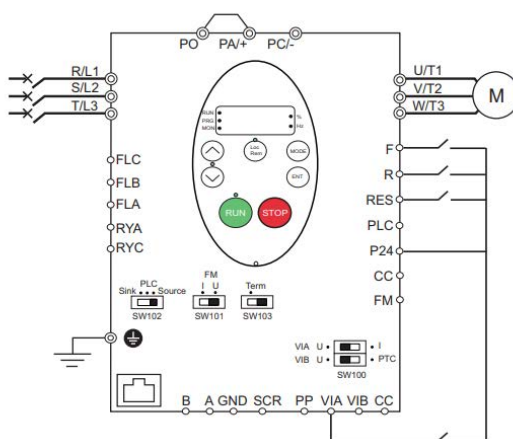 PO PA/+ PC/-
R/L1
S/L2
T/L3
U/T1
V/T2
W/T3
M
RUN
PRG
MON
%
Hz
Loc
Rem
MODE
ENT
RUN
STOP
FLC
FLB
FLA
RYA
RYC
F
R
RES
PLC
P24
CC
FM
PLC
Sink Source
SW102
FM
I U
SW101
Term
SW103
VIA U I
VIB U PTC
SW100
B A GND SCR PP VIA VIB CC